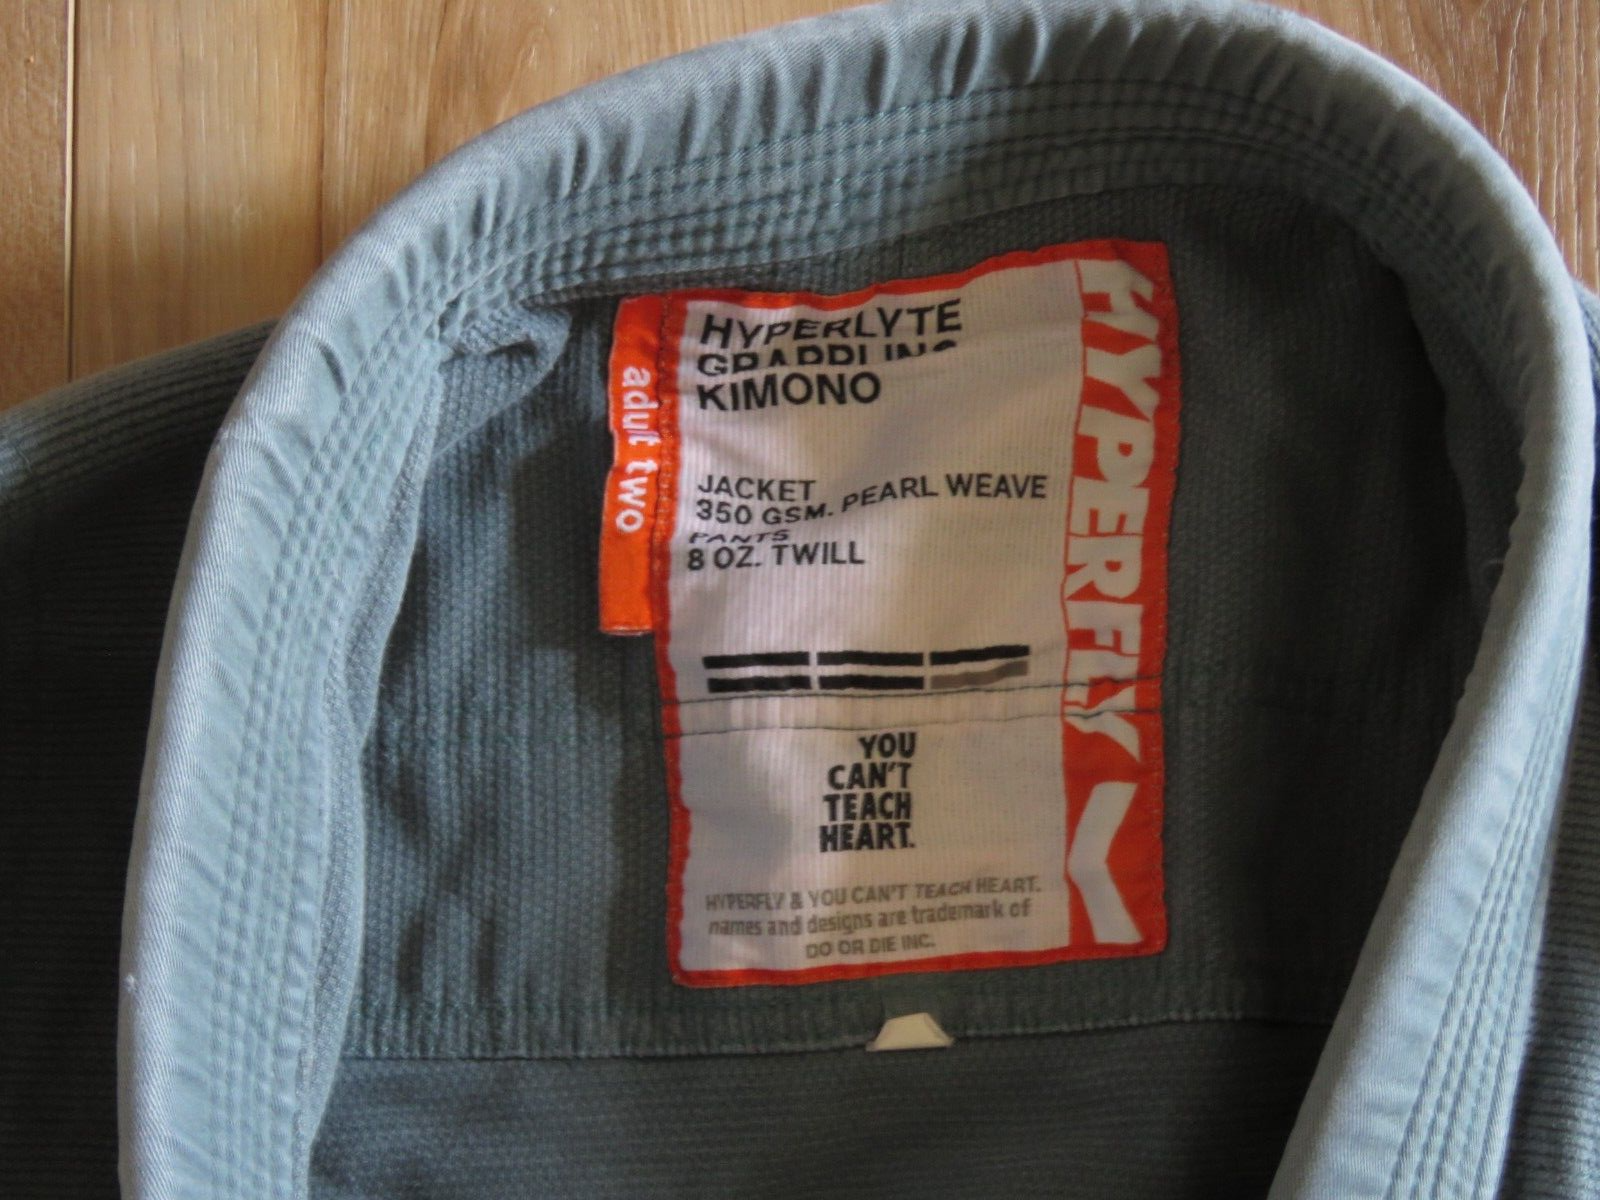 HYPERLYTE
GRAPPLING
KIMONO
adult two
JACKET
350 GSM. PEARL WEAVE
PANTS
8 OZ. TWILL
HYPERFLY
YOU
CAN'T
TEACH
HEART.
HYPERFLY & YOU CAN'T TEACH HEART.
names and designs are trademark of
DO OR DIE INC.